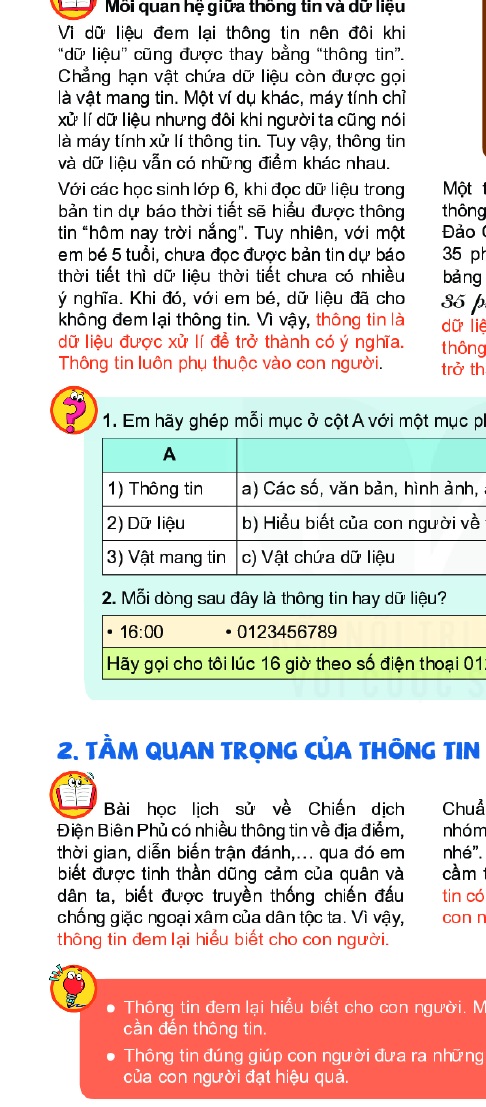 Mối quan hệ giữa thông tin và dữ liệu
Vì dữ liệu đem lại thông tin nên đôi khi
“dữ liệu” cũng được thay bằng “thông tin”.
Chẳng hạn vật chứa dữ liệu còn được gọi
là vật mang tin. Một ví dụ khác, máy tính chỉ
xử lí dữ liệu nhưng đôi khi người ta cũng nói
là máy tính xử lí thông tin. Tuy vậy, thông tin
và dữ liệu vẫn có những điểm khác nhau.
Với các học sinh lớp 6, khi đọc dữ liệu trong
bản tin dự báo thời tiết sẽ hiểu được thông
tin “hôm nay trời nắng”. Tuy nhiên, với một
em bé 5 tuổi, chưa đọc được bản tin dự báo
thời tiết thì dữ liệu thời tiết chưa có nhiều
ý nghĩa. Khi đó, với em bé, dữ liệu đã cho
không đem lại thông tin. Vì vậy, thông tin là
dữ liệu được xử lí để trở thành có ý nghĩa.
Thông tin luôn phụ thuộc vào con người.
Một
thông
Đảo
35
bảng
35
dữ
thông
trở
1. Em hãy ghép mỗi mục ở cột A với một mục
A
1) Thông tin
a) Các số, văn bản, hình ảnh,
2) Dữ liệu
b) Hiểu biết của con người về
3) Vật mang tin
c) Vật chứa dữ liệu
2. Mỗi dòng sau đây là thông tin hay dữ liệu?
• 16:00 • 0123456789
Hãy gọi cho tôi lúc 16 giờ theo số điện thoại 01
2. TẦM QUAN TRỌNG CỦA THÔNG TIN
Bài học lịch sử về Chiến dịch
Điện Biên Phủ có nhiều thông tin về địa điểm,
thời gian, diễn biến trận đánh,... qua đó em
biết được tinh thần dũng cảm của quân và
dân ta, biết được truyền thống chiến đấu
chống giặc ngoại xâm của dân tộc ta. Vì vậy,
thông tin đem lại hiểu biết cho con người.
Chuẩ
nhóm
nhé”.
cầm
tin có
con
• Thông tin đem lại hiểu biết cho con người. M
cần đến thông tin.
• Thông tin đúng giúp con người đưa ra những
của con người đạt hiệu quả.